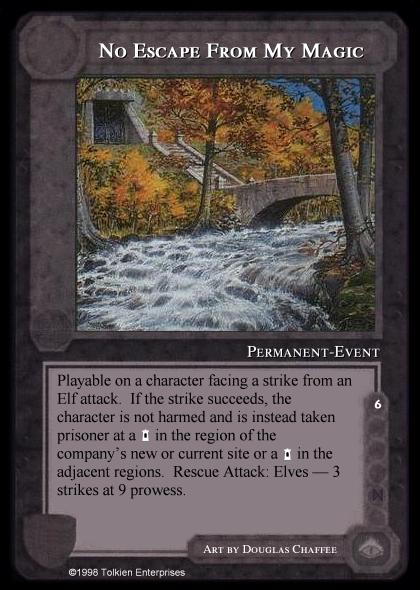 No Escape From My Magic
Permanent-Event
Playable on a character facing a strike from an
Elf attack. If the strike succeeds, the
character is not harmed and is instead taken
prisoner at a in the region of the
company's new or current site or a in the
adjacent regions. Rescue Attack: Elves — 3
strikes at 9 prowess.
6
Art by Douglas Chaffee
©1998 Tolkien Enterprises